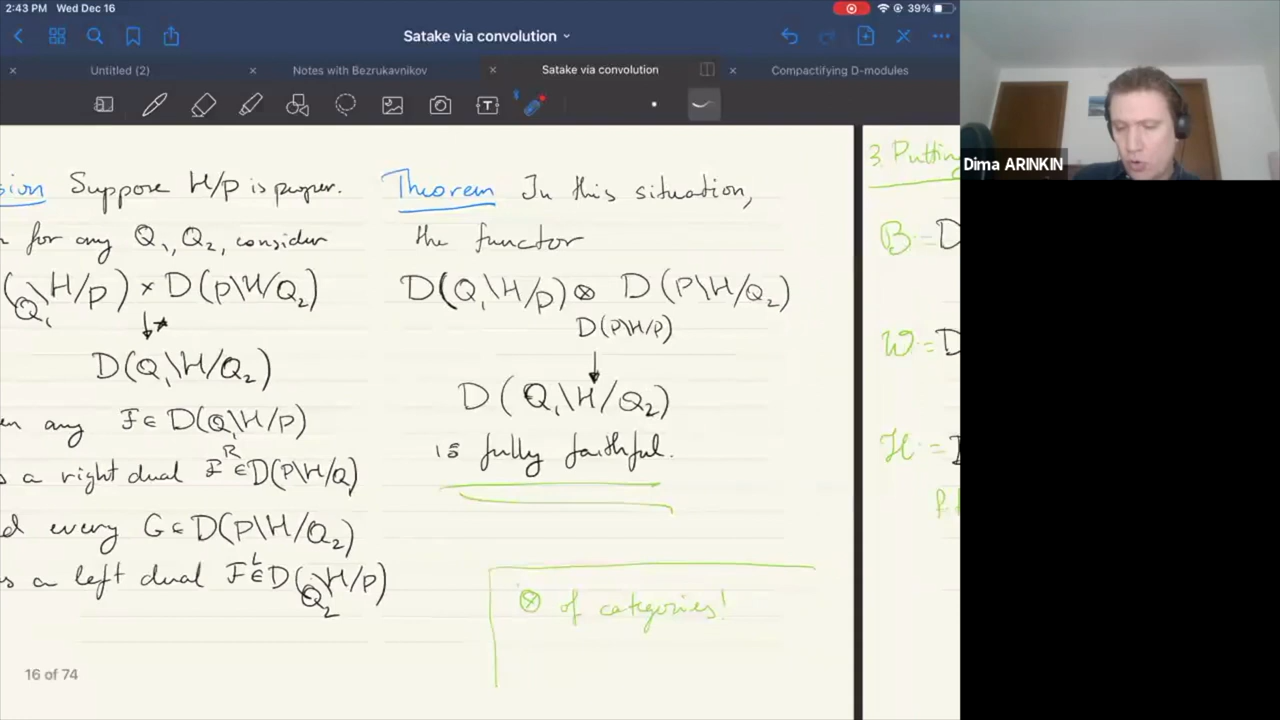 2:43 PM Wed Dec 16
39%
Satake via convolution
Untitled (2)
Notes with Bezrukavnikov
Satake via convolution
Compactifying D-modules
sion Suppose H/P is proper.
for any Q₁, Q₂, consider
(Q₁\H/P) × D(P\H/Q₂)
↓*
D(Q₁\H/Q₂)
en any F ∈ D(Q₁\H/P)
s a right dual F^R ∈ D(P\H/Q)
d every G ∈ D(P\H/Q₂)
s a left dual F^L ∈ D(Q₂\H/P)
16 of 74
Theorem In this situation,
the functor
D(Q₁\H/P) ⊗ D(P\H/Q₂)
D(P\H/P)
↓
D(Q₁\H/Q₂)
is fully faithful.
⊗ of categories!
3. Putting
B := D
W := D
H :=
Dima ARINKIN